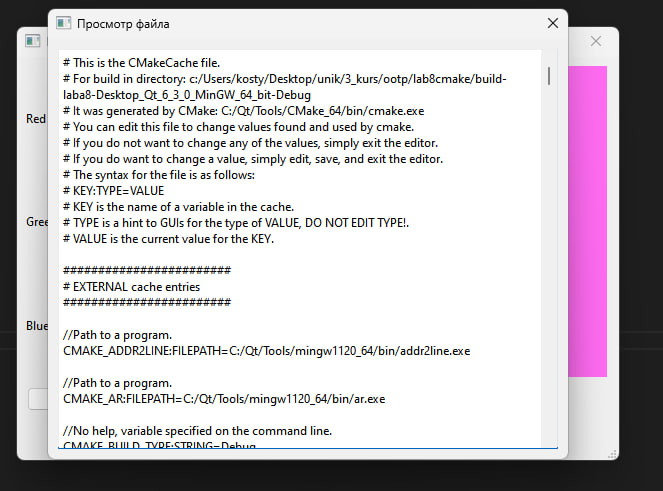 Просмотр файла
# This is the CMakeCache file.
# For build in directory: c:/Users/kosty/Desktop/unik/3_kurs/ootp/lab8cmake/build-
laba8-Desktop_Qt_6_3_0_MinGW_64_bit-Debug
# It was generated by CMake: C:/Qt/Tools/CMake_64/bin/cmake.exe
# You can edit this file to change values found and used by cmake.
# If you do not want to change any of the values, simply exit the editor.
# If you do want to change a value, simply edit, save, and exit the editor.
# The syntax for the file is as follows:
# KEY:TYPE=VALUE
# KEY is the name of a variable in the cache.
# TYPE is a hint to GUIs for the type of VALUE, DO NOT EDIT TYPE!.
# VALUE is the current value for the KEY.
########################
# EXTERNAL cache entries
########################
//Path to a program.
CMAKE_ADDR2LINE:FILEPATH=C:/Qt/Tools/mingw1120_64/bin/addr2line.exe
//Path to a program.
CMAKE_AR:FILEPATH=C:/Qt/Tools/mingw1120_64/bin/ar.exe
//No help, variable specified on the command line.
CMAKE_BUILD_TYPE:STRING=Debug
Red
Gree
Blue